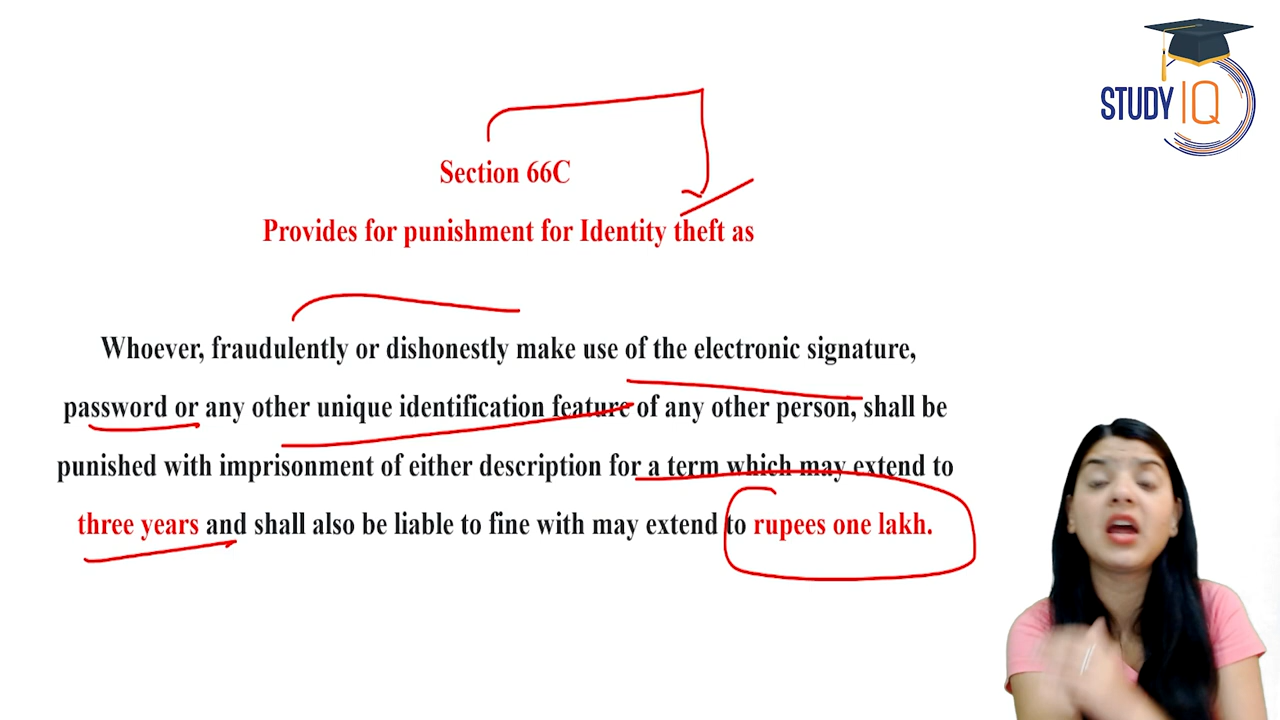 STUDY IQ
Section 66C
Provides for punishment for Identity theft as
Whoever, fraudulently or dishonestly make use of the electronic signature,
password or any other unique identification feature of any other person, shall be
punished with imprisonment of either description for a term which may extend to
three years and shall also be liable to fine with may extend to rupees one lakh.